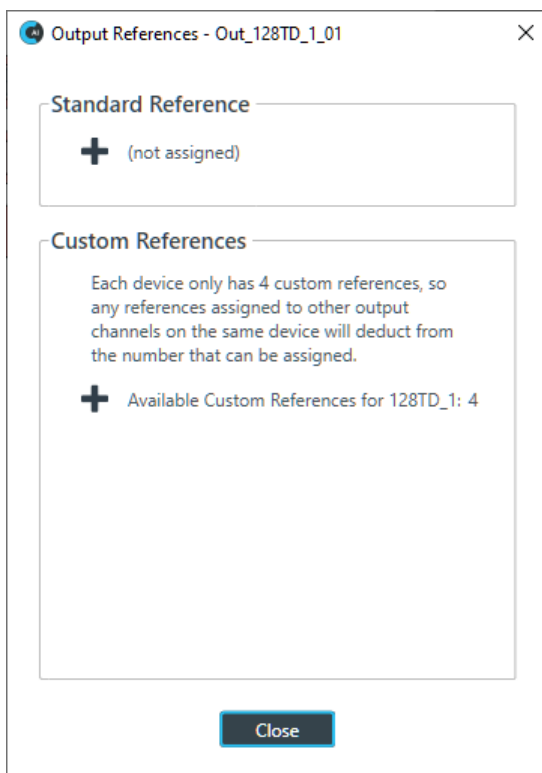 Output References - Out_128TD_1_01
Standard Reference
(not assigned)
Custom References
Each device only has 4 custom references, so
any references assigned to other output
channels on the same device will deduct from
the number that can be assigned.
Available Custom References for 128TD_1: 4
Close